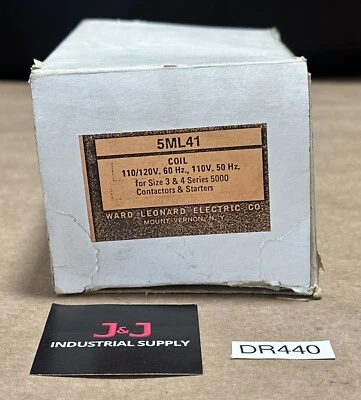 5ML41
COIL
110/120V, 60 Hz., 110V, 50 Hz.
for Size 3 & 4 Series 5000
Contactors & Starters
WARD LEONARD ELECTRIC CO.
MOUNT VERNON, N. Y.
J&J
INDUSTRIAL SUPPLY
DR440